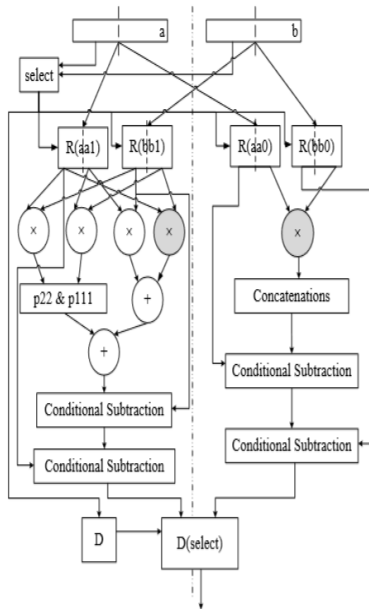 a
b
select
R(aa1)
R(bb1)
R(aa0)
R(bb0)
x
x
x
x
x
p22 & p111
+
Concatenations
+
Conditional Subtraction
Conditional Subtraction
Conditional Subtraction
Conditional Subtraction
D
D(select)